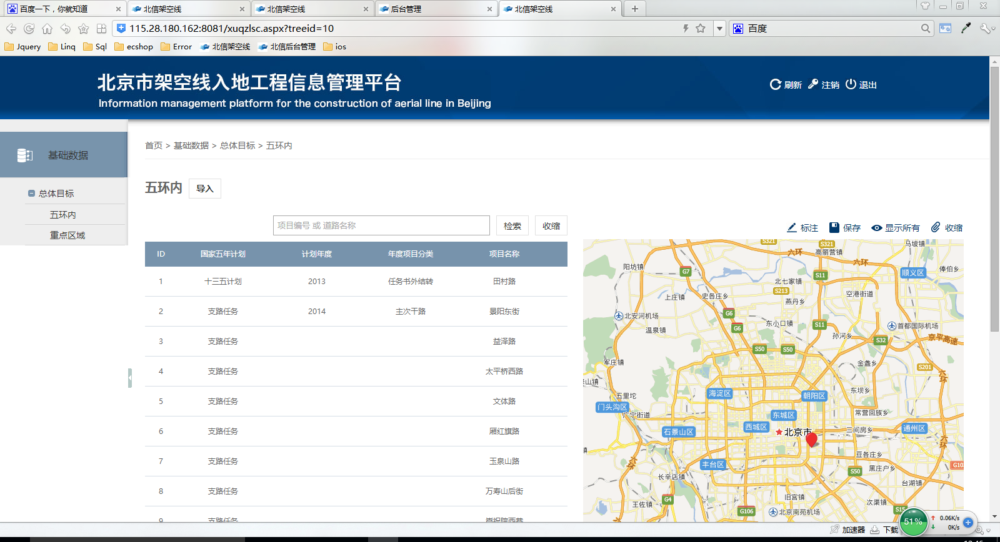 百度一下，你就知道
北信架空线
北信架空线
后台管理
北信架空线
115.28.180.162:8081/xuqzlsc.aspx?treeid=10
百度
Jquery
Linq
Sql
ecshop
Error
北信架空线
北信后台管理
ios
北京市架空线入地工程信息管理平台
Information management platform for the construction of aerial line in Beijing
刷新
注销
退出
基础数据
总体目标
五环内
重点区域
首页 > 基础数据 > 总体目标 > 五环内
五环内
导入
项目编号 或 道路名称
检索
收缩
标注
保存
显示所有
收缩
ID 国家五年计划 计划年度 年度项目分类 项目名称
1 十三五计划 2013 任务书外结转 田村路
2 支路任务 2014 主次干路 景阳东街
3 支路任务 益泽路
4 支路任务 太平桥西路
5 支路任务 文体路
6 支路任务 厢红旗路
7 支路任务 玉泉山路
8 支路任务 万寿山后街
9 支路任务 崇祝院西巷
S321
S321
马坡镇
六环
高丽营镇
六环
阳坊镇
G7
S11
顺义区
俸伯乡
北七家镇
S213
史各庄乡
上庄镇
空港街道
燕丹乡
G6
北安河机场
温泉镇
G6
东小口镇
S11
首都国际机场
孙河乡
S32
京平高速
S50
S50
军庄镇
金盏乡
S201
六环
海淀区
朝阳区
东坝乡
五里坨
门头沟区
广宁街道
东城区
常营回族乡
石景山区
西城区
北京市
三间房乡
通州区
六环
豆各庄乡
六环
丰台区
黑庄户乡
S50
长辛店镇
台湖镇
G4
旧宫镇
王佐镇
次渠镇
G106
北京南苑机场
51%
0.06K/s
0K/s
加速器
下载